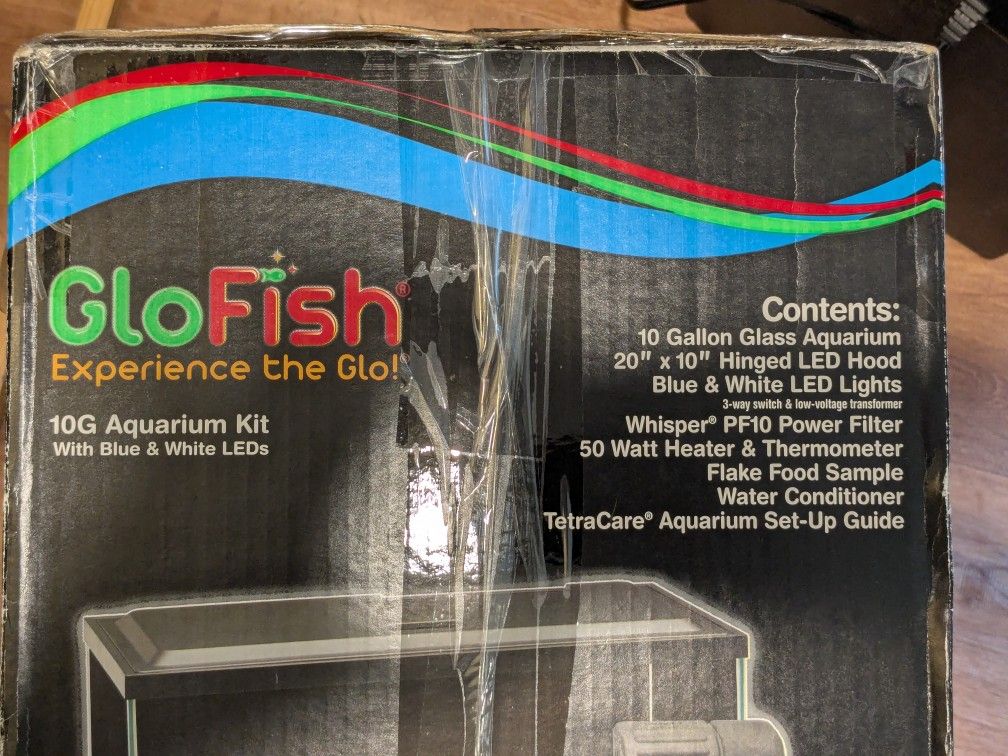 GloFish®
Experience the Glo!
10G Aquarium Kit
With Blue & White LEDs
Contents:
10 Gallon Glass Aquarium
20" x 10" Hinged LED Hood
Blue & White LED Lights
3-way switch & low-voltage transformer
Whisper® PF10 Power Filter
50 Watt Heater & Thermometer
Flake Food Sample
Water Conditioner
TetraCare® Aquarium Set-Up Guide